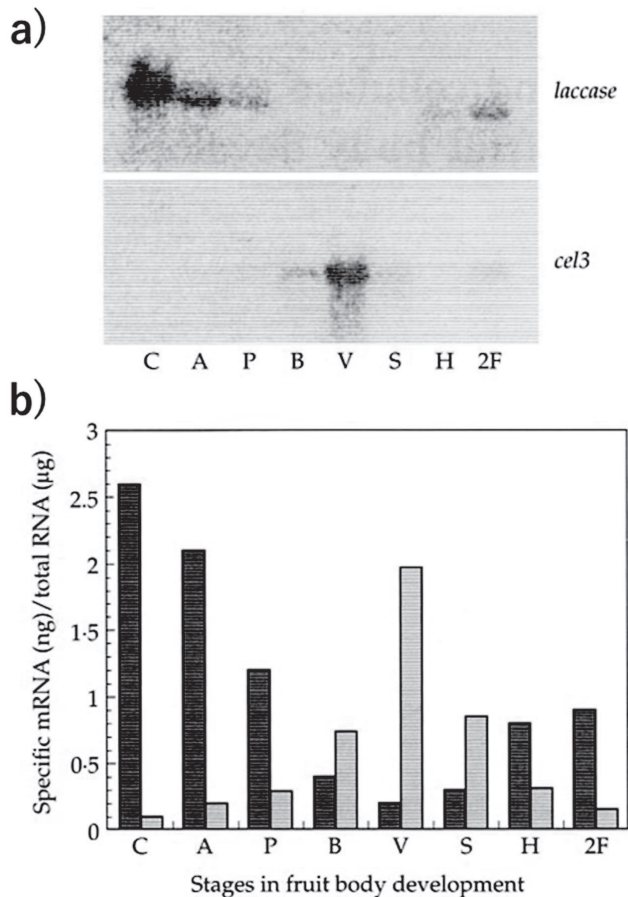 a)
laccase
cel3
C A P B V S H 2F
b)
3
2.5
2
1·5
1
0·5
0
Specific mRNA (ng)/total RNA (µg)
C A P B V S H 2F
Stages in fruit body development